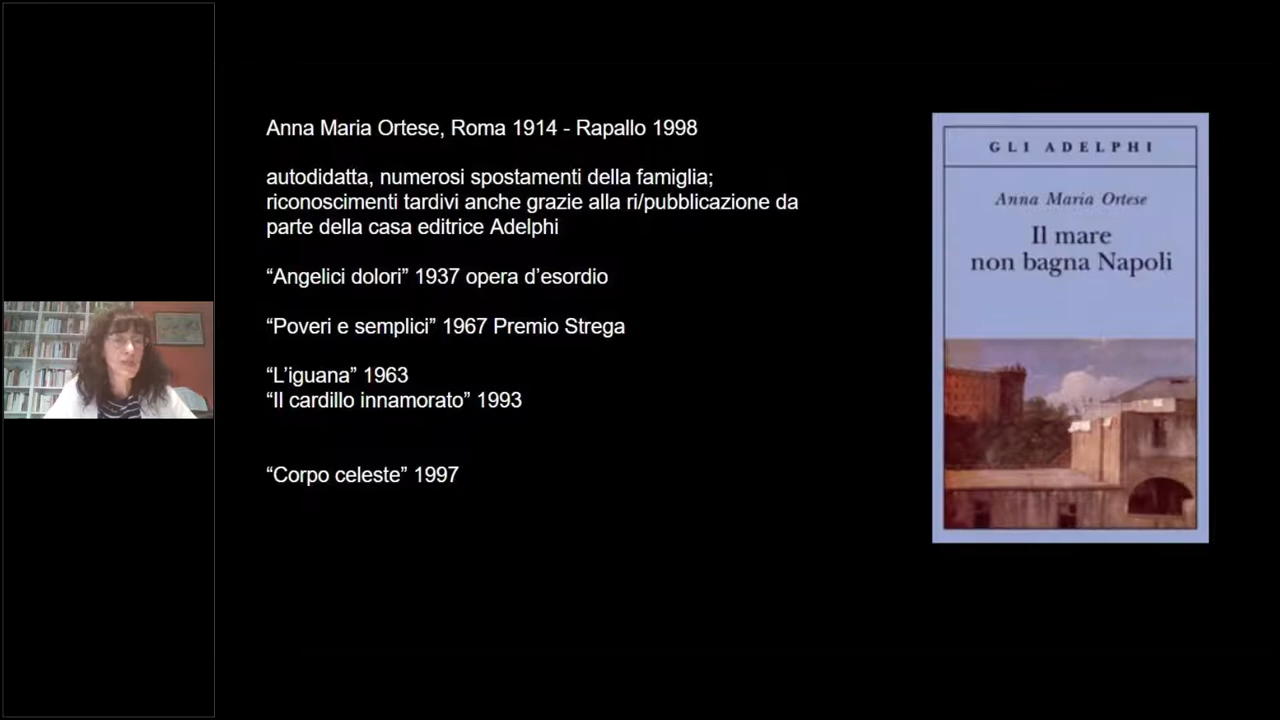 Anna Maria Ortese, Roma 1914 - Rapallo 1998
autodidatta, numerosi spostamenti della famiglia;
riconoscimenti tardivi anche grazie alla ri/pubblicazione da
parte della casa editrice Adelphi
“Angelici dolori” 1937 opera d’esordio
“Poveri e semplici” 1967 Premio Strega
“L’iguana” 1963
“Il cardillo innamorato” 1993
“Corpo celeste” 1997
GLI ADELPHI
Anna Maria Ortese
Il mare
non bagna Napoli